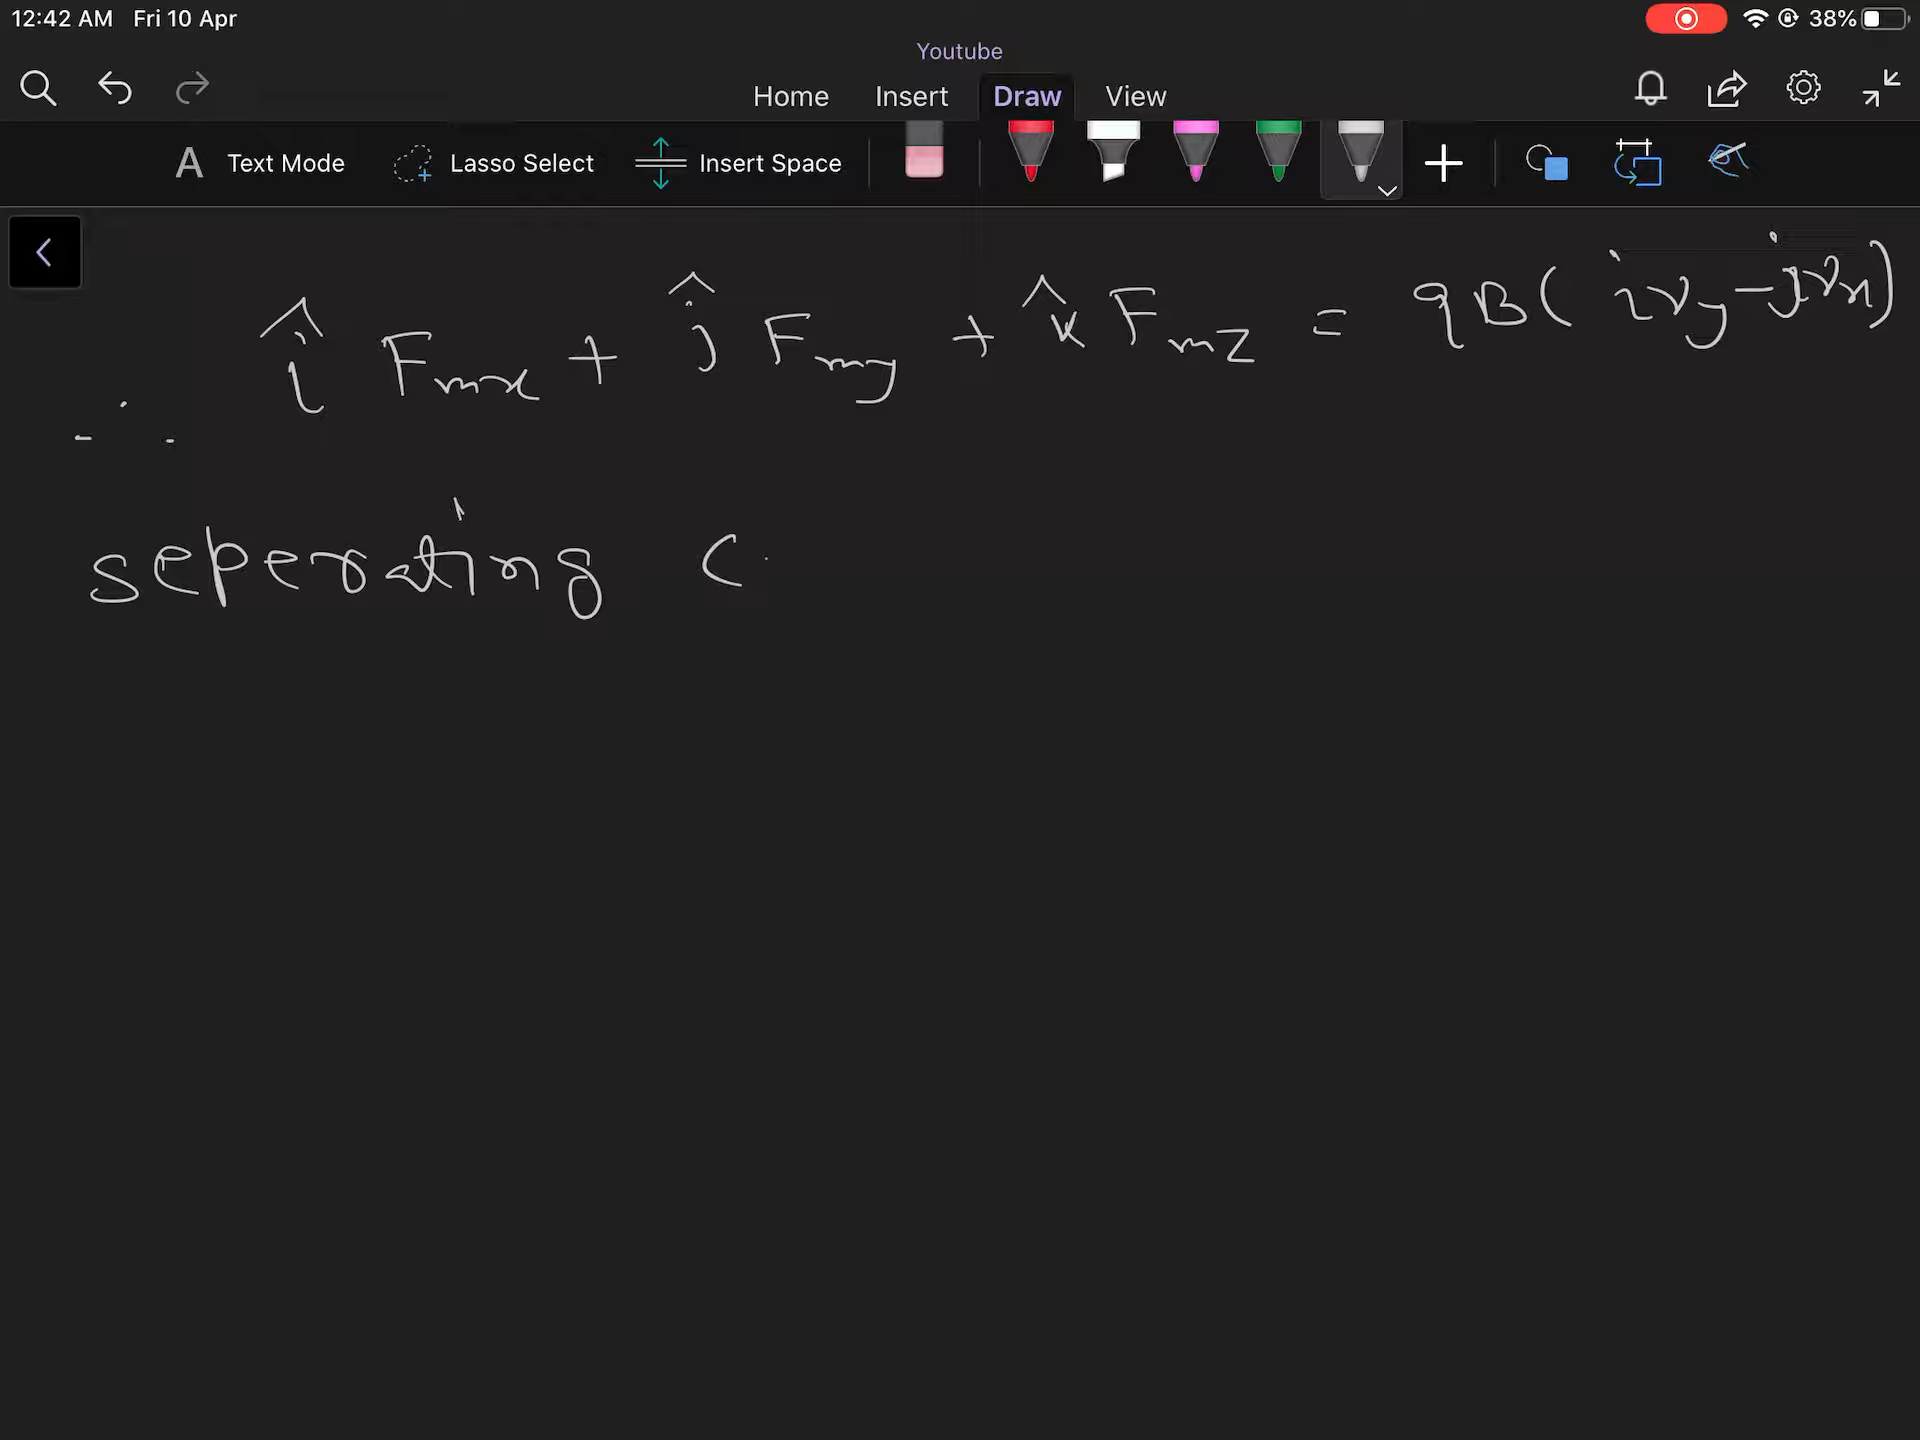 12:42 AM Fri 10 Apr 38%
Youtube
Home Insert Draw View
A Text Mode Lasso Select Insert Space
∴ î Fmx + ĵ Fmy + k̂ Fmz = qB( i vy - j vx)
seperating c